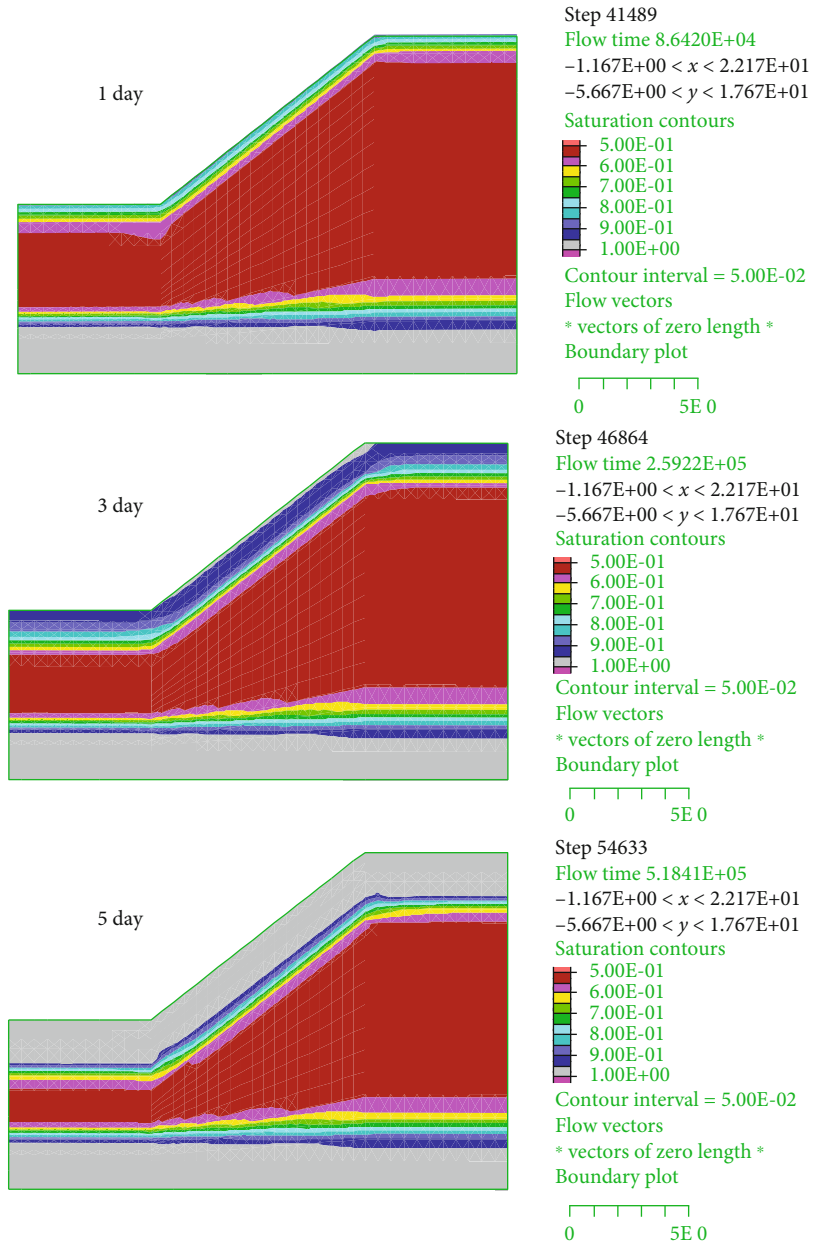 1 day
Step 41489
Flow time 8.6420E+04
–1.167E+00 < x < 2.217E+01
–5.667E+00 < y < 1.767E+01
Saturation contours
5.00E-01
6.00E-01
7.00E-01
8.00E-01
9.00E-01
1.00E+00
Contour interval = 5.00E-02
Flow vectors
* vectors of zero length *
Boundary plot
0 5E 0
3 day
Step 46864
Flow time 2.5922E+05
–1.167E+00 < x < 2.217E+01
–5.667E+00 < y < 1.767E+01
Saturation contours
5.00E-01
6.00E-01
7.00E-01
8.00E-01
9.00E-01
1.00E+00
Contour interval = 5.00E-02
Flow vectors
* vectors of zero length *
Boundary plot
0 5E 0
5 day
Step 54633
Flow time 5.1841E+05
–1.167E+00 < x < 2.217E+01
–5.667E+00 < y < 1.767E+01
Saturation contours
5.00E-01
6.00E-01
7.00E-01
8.00E-01
9.00E-01
1.00E+00
Contour interval = 5.00E-02
Flow vectors
* vectors of zero length *
Boundary plot
0 5E 0